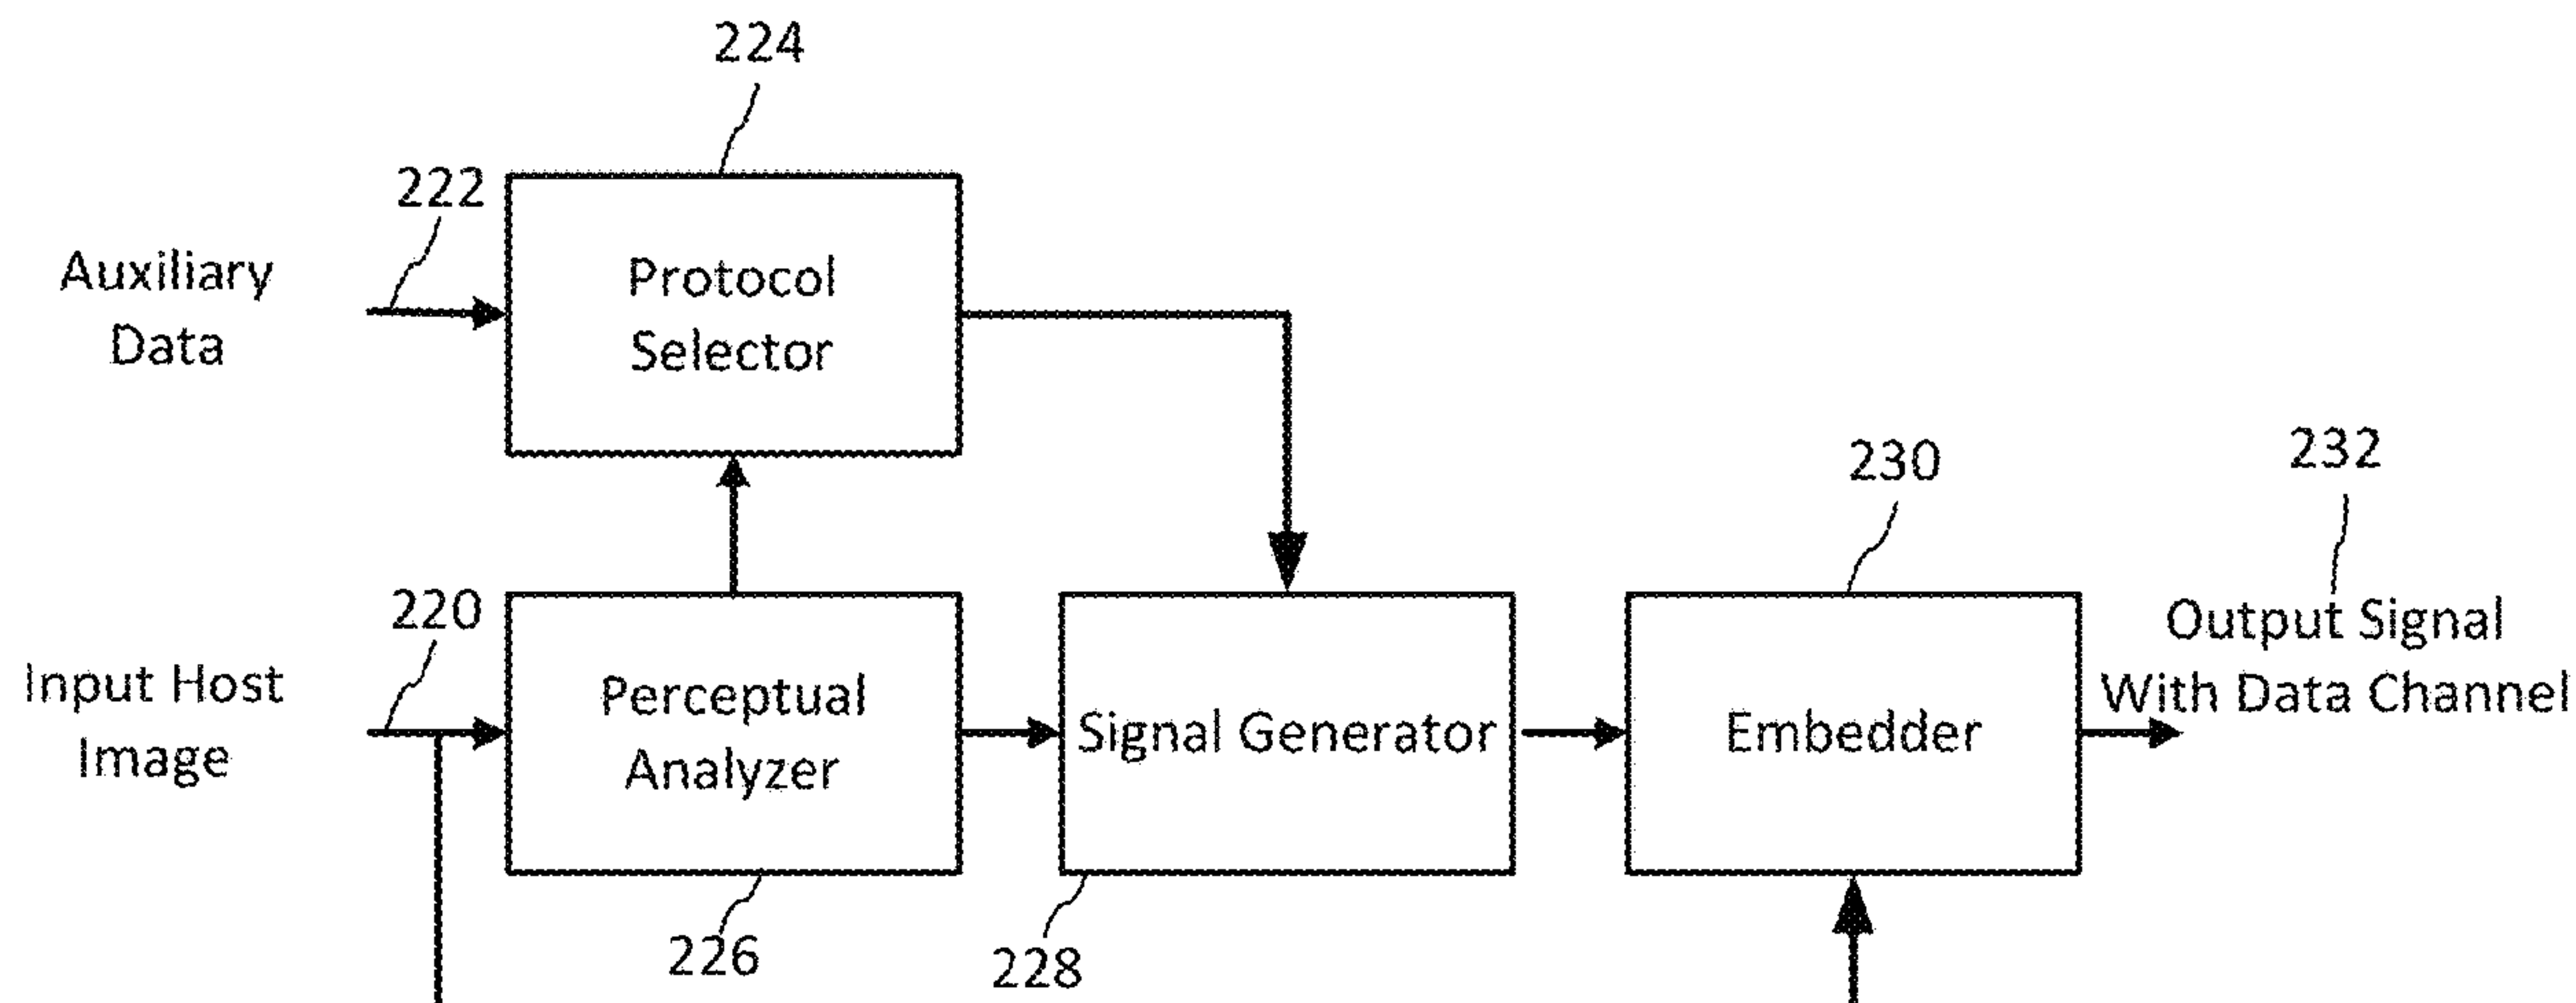 224
222
Auxiliary
Data
Protocol
Selector
230
232
220
Input Host
Image
Perceptual
Analyzer
Signal Generator
Embedder
Output Signal
With Data Channel
226
228